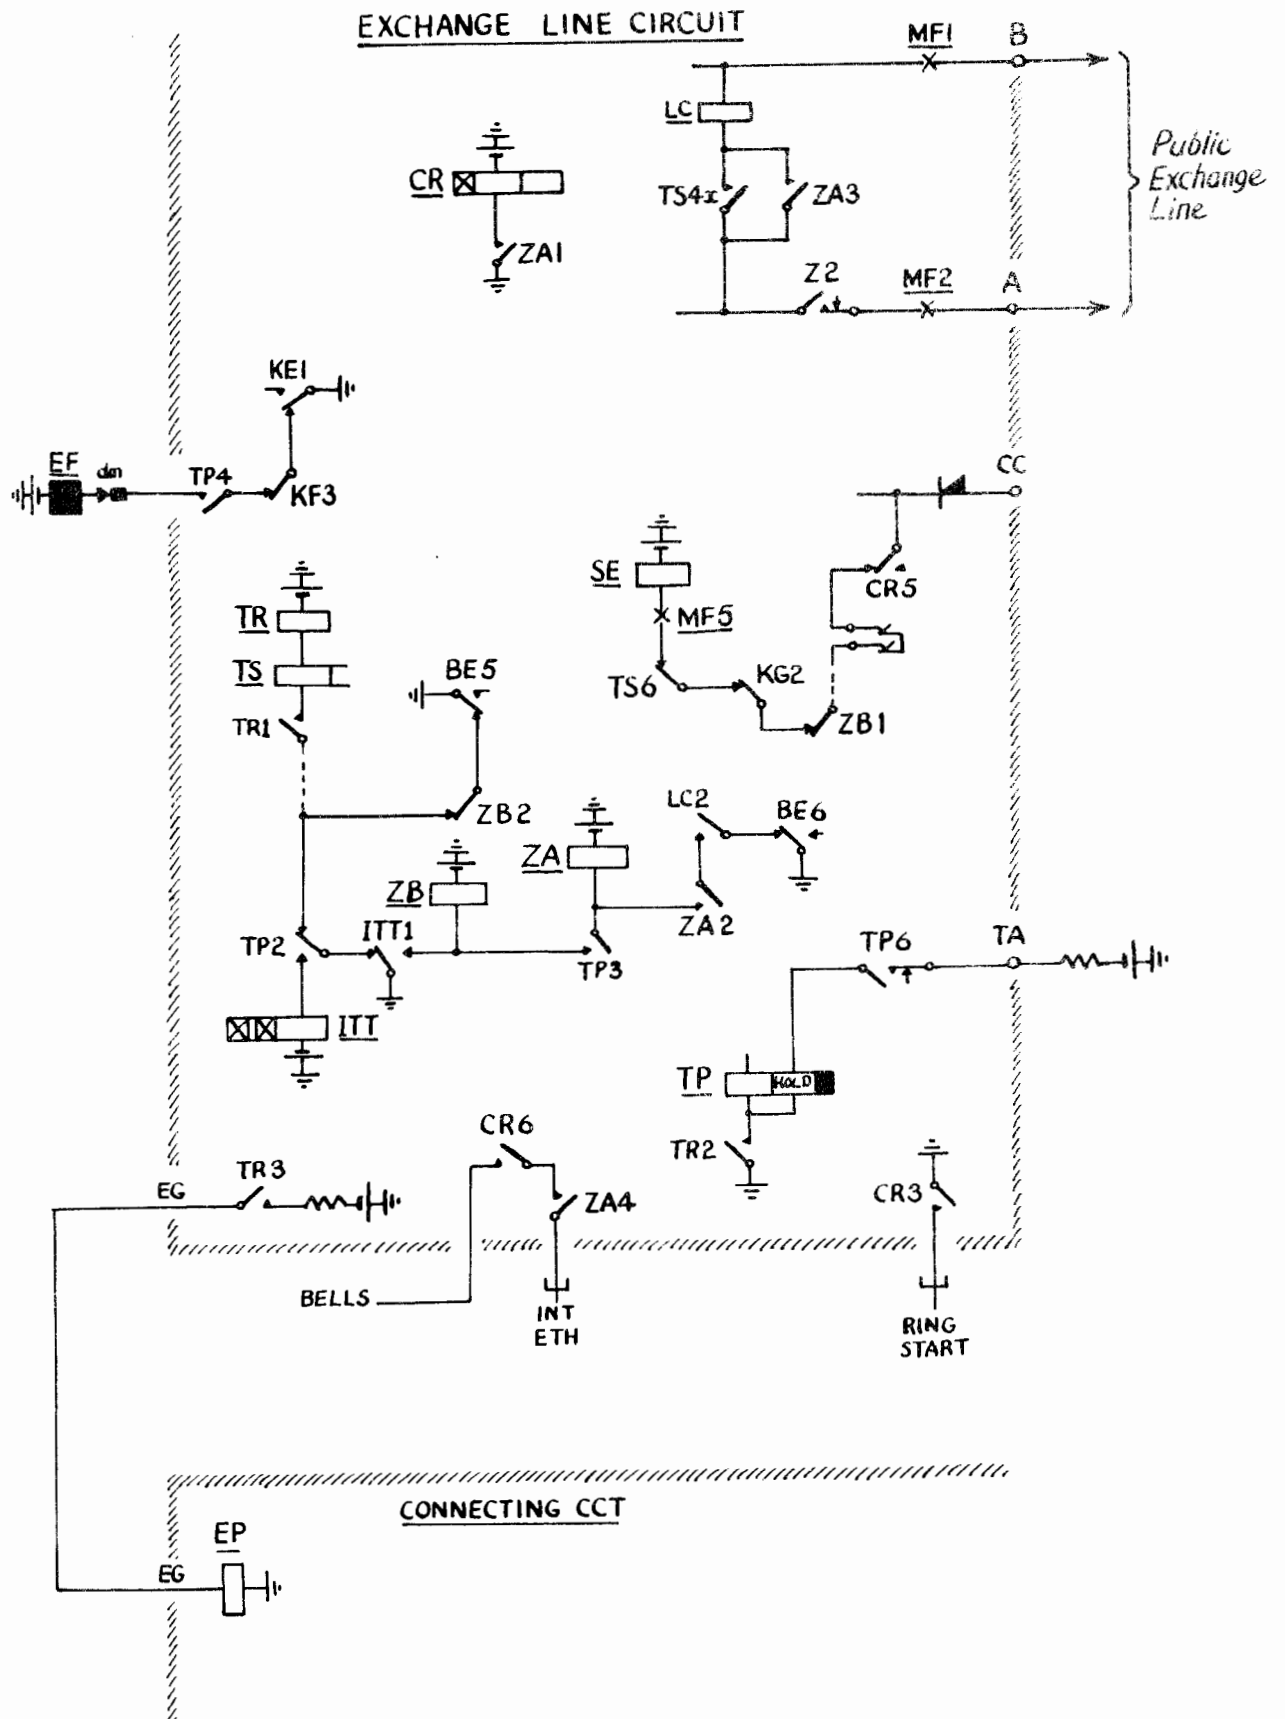 EXCHANGE LINE CIRCUIT
MF1
B
LC
CR
TS4x
ZA3
Public
Exchange
Line
ZA1
Z2
MF2
A
KE1
EF
dm
TP4
KF3
CC
SE
CR5
TR
MF5
TS
BE5
TS6
KG2
TR1
ZB1
ZB2
LC2
BE6
ZA
ZB
ZA2
TP2
ITT1
TP3
TP6
TA
ITT
TP
HOLD
CR6
TR2
TR3
EG
CR3
ZA4
BELLS
INT
ETH
RING
START
CONNECTING CCT
EP
EG